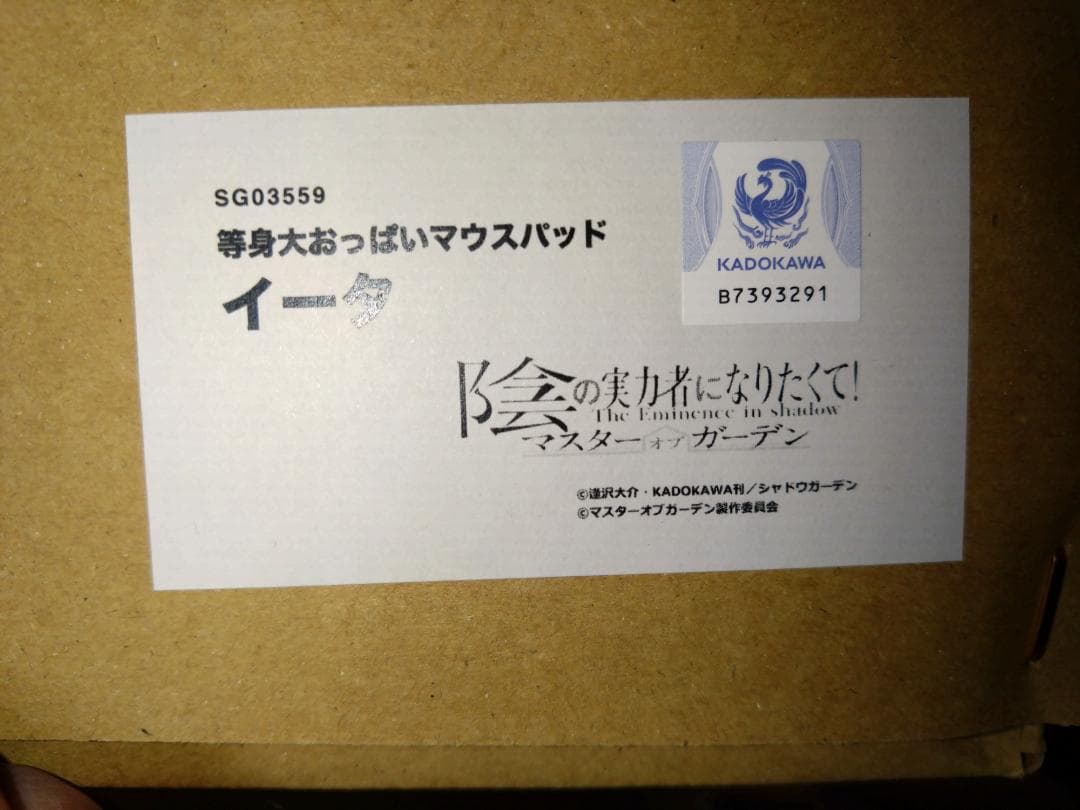 SG03559
等身大おっぱいマウスパッド
イータ
KADOKAWA
B7393291
陰の実力者になりたくて!
The Eminence in shadow
マスターオブガーデン
©逢沢大介・KADOKAWA刊/シャドウガーデン
©マスターオブガーデン製作委員会